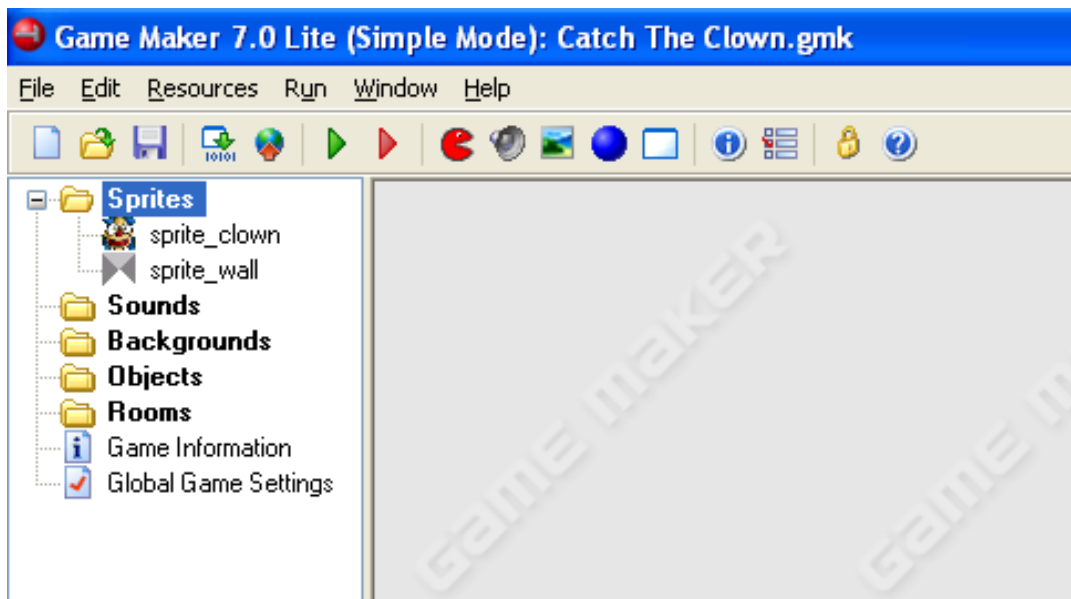 Game Maker 7.0 Lite (Simple Mode): Catch The Clown.gmk
File Edit Resources Run Window Help
10101
Sprites
sprite_clown
sprite_wall
Sounds
Backgrounds
Objects
Rooms
Game Information
Global Game Settings
GAME MAKER
GAME M